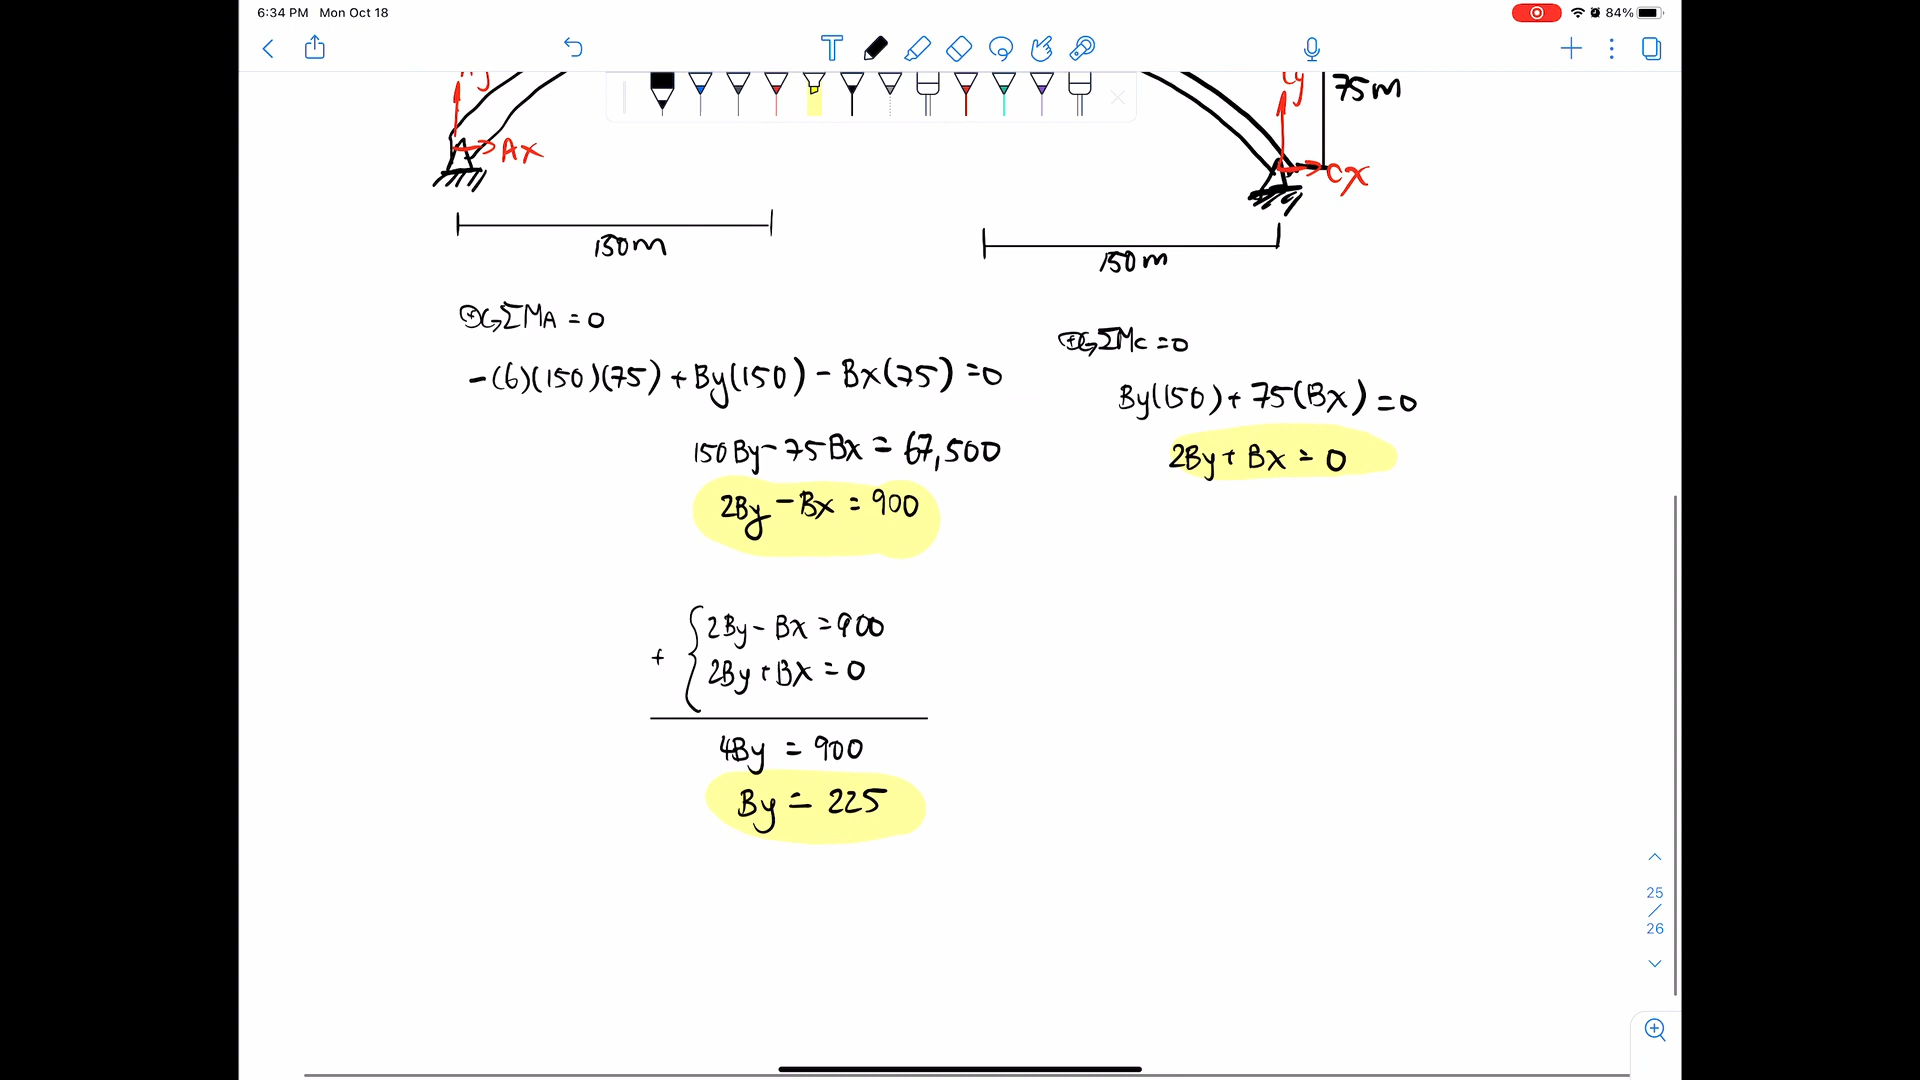 6:34 PM Mon Oct 18
84%
T
Ay
Cy
75m
Ax
Cx
150m
150m
+ ΣMA = 0
-(6)(150)(75) + By(150) - Bx(75) = 0
150By - 75Bx = 67,500
2By - Bx = 900
+ ΣMc = 0
By(150) + 75(Bx) = 0
2By + Bx = 0
2By - Bx = 900
+
2By + Bx = 0
4By = 900
By = 225
25
/
26